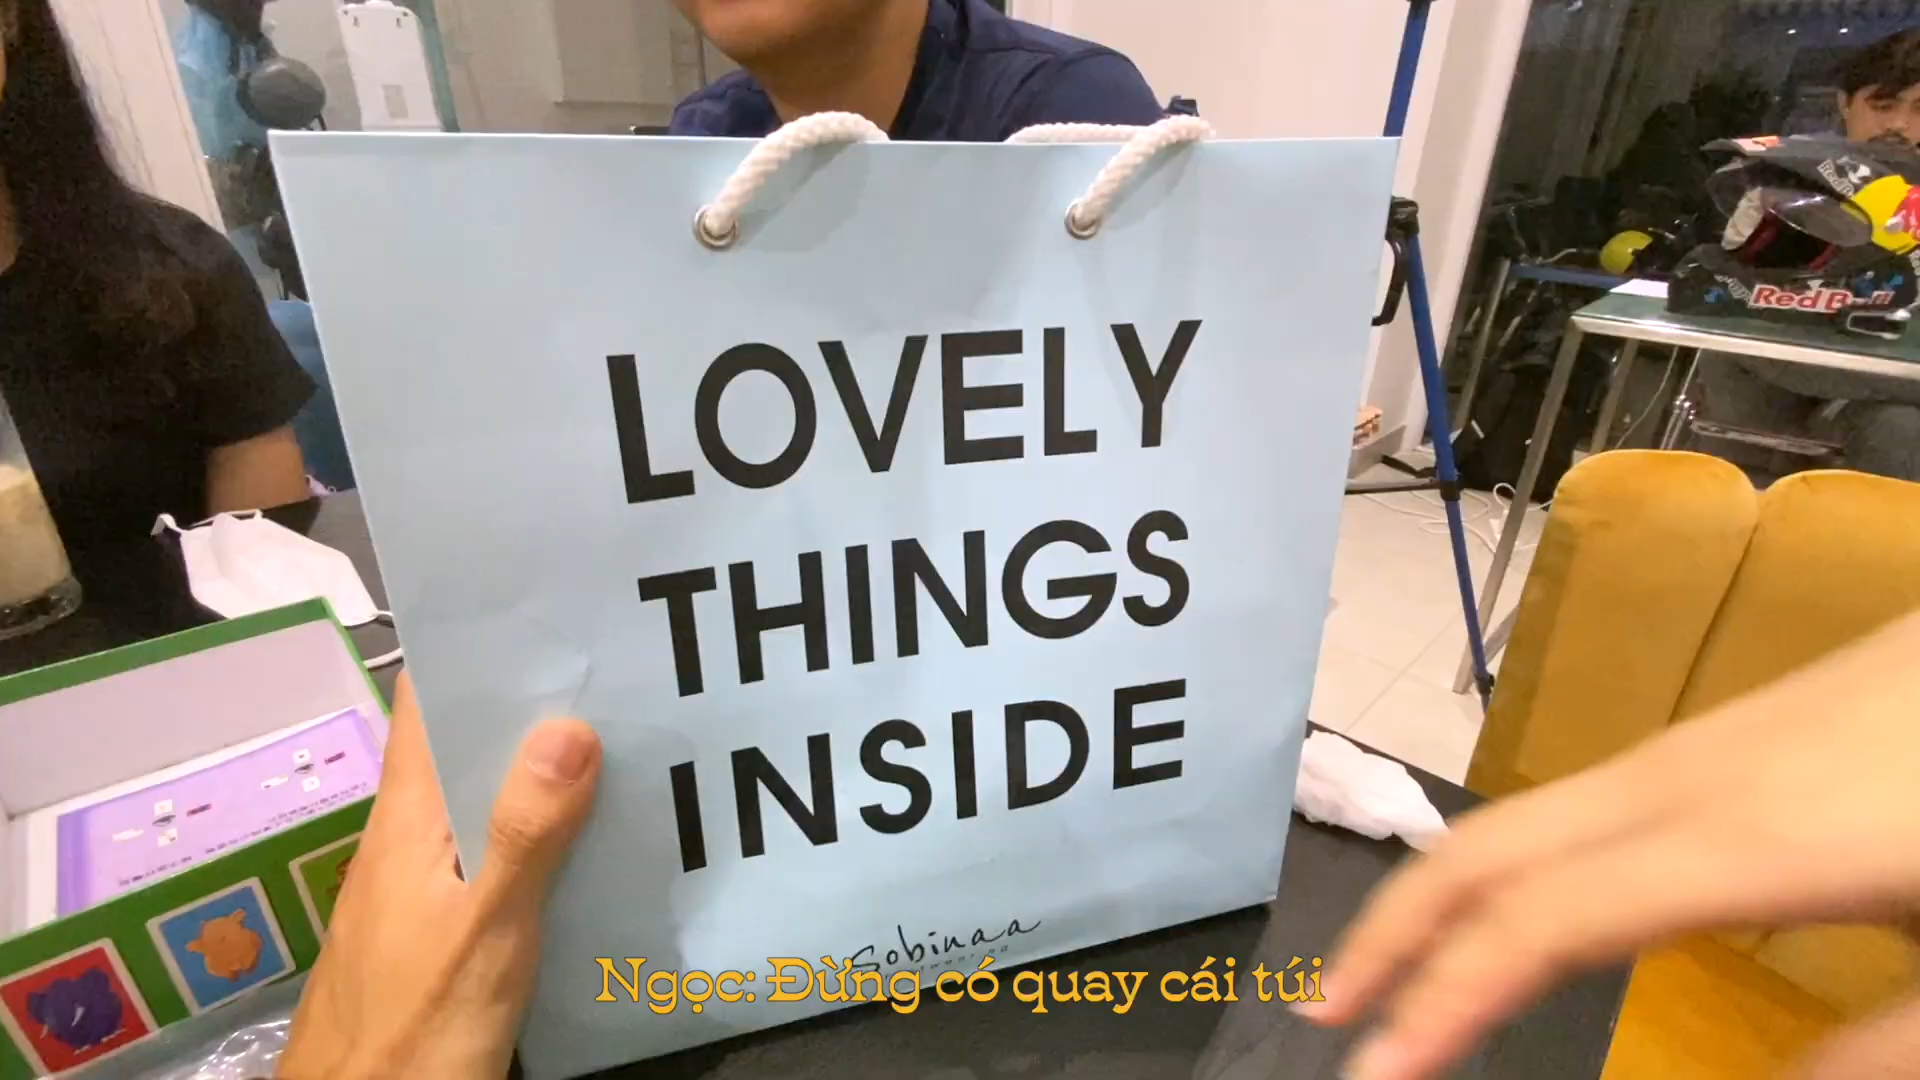 LOVELY
THINGS
INSIDE
Sobinaa
Ngọc: Đừng có quay cái túi
Red Bull